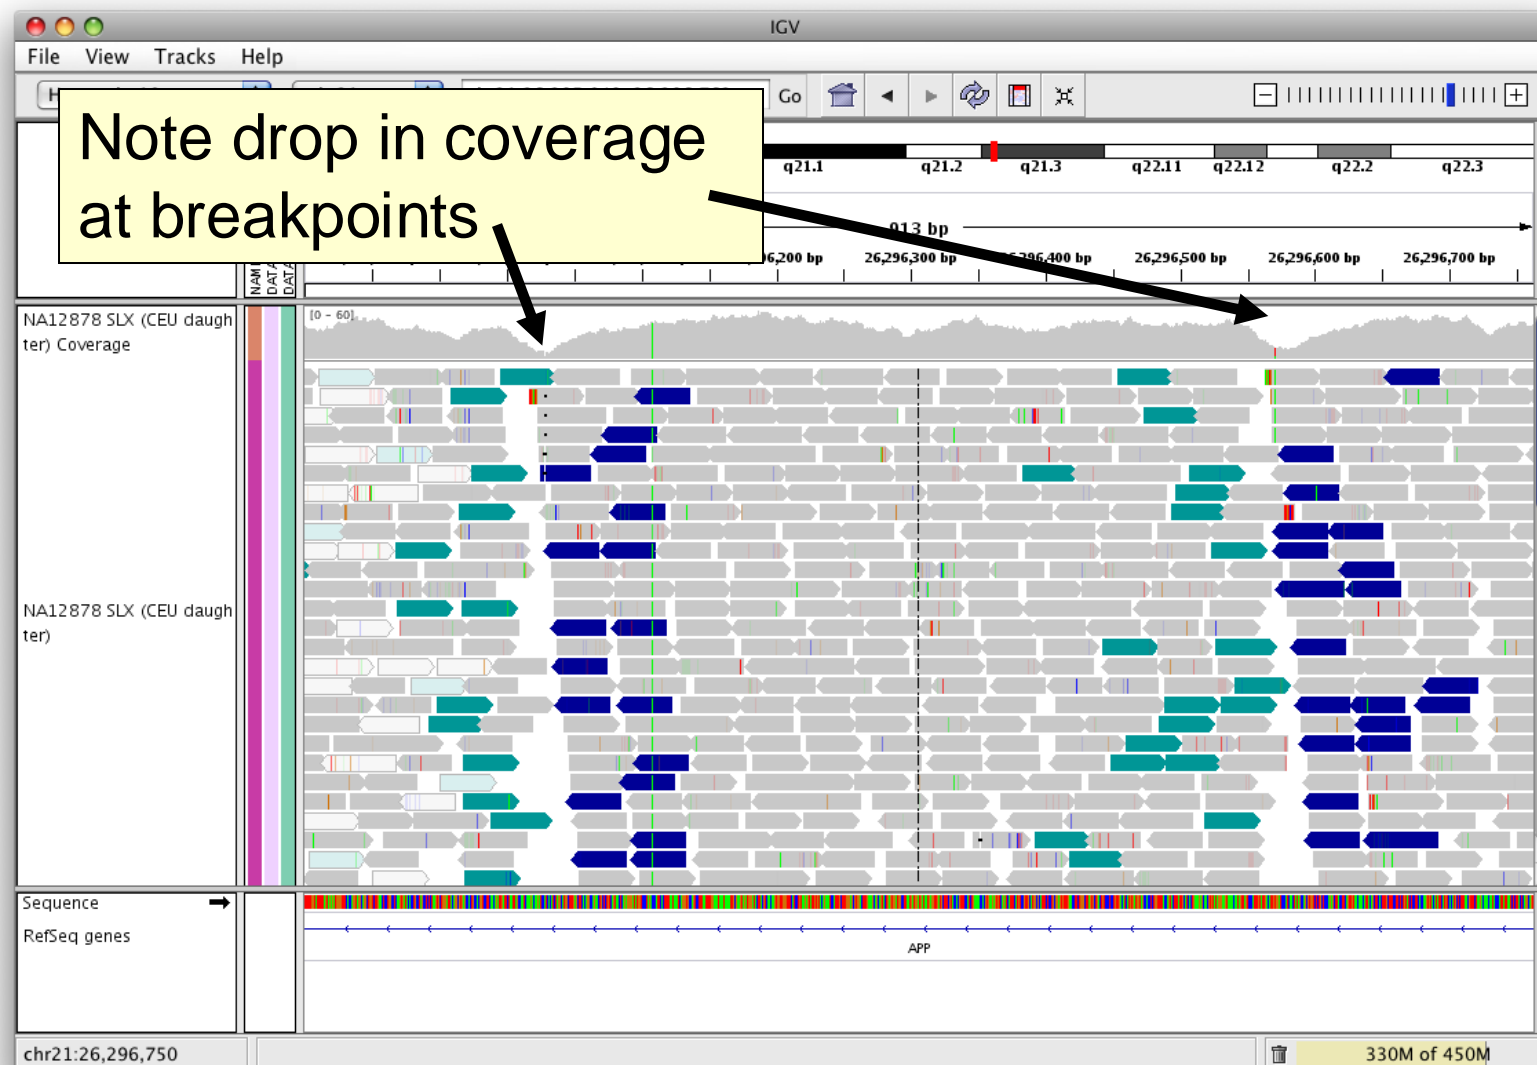 IGV
File View Tracks Help
Go
Note drop in coverage
at breakpoints
q21.1 q21.2 q21.3 q22.11 q22.12 q22.2 q22.3
913 bp
26,296,300 bp 26,296,500 bp 26,296,600 bp 26,296,700 bp
[0 - 60]
NA12878 SLX (CEU daugh
ter) Coverage
NA12878 SLX (CEU daugh
ter)
Sequence
RefSeq genes
APP
chr21:26,296,750
330M of 450M